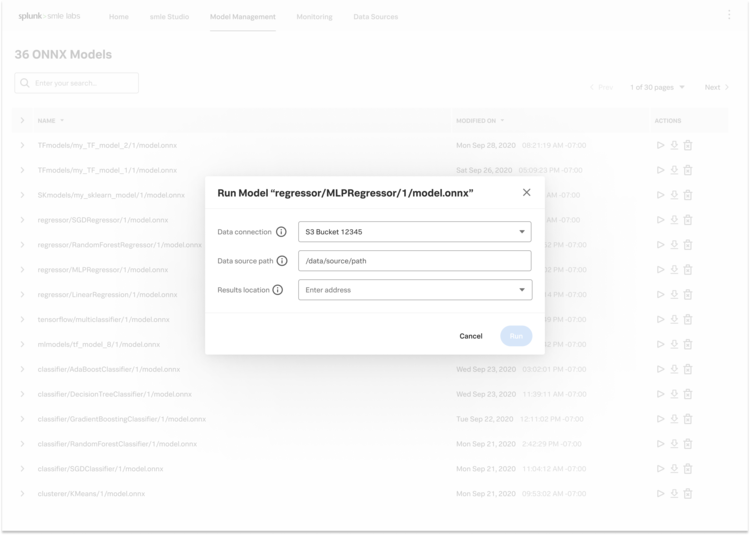 splunk>smle labs Home smle Studio Model Management Monitoring Data Sources
36 ONNX Models
Enter your search..
< Prev 1 of 30 pages Next >
NAME MODIFIED ON ACTIONS
TFmodels/my_TF_model_2/1/model.onnx Mon Sep 28, 2020 08:21:19 AM -07:00
TFmodels/my_TF_model_1/1/model.onnx Sat Sep 26, 2020 05:09:23 PM -07:00
SKmodels/my_sklearn_model/1/model.onnx AM -07:00
regressor/SGDRegressor/1/model.onnx PM -07:00
regressor/RandomForestRegressor/1/model.onnx PM -07:00
regressor/MLPRegressor/1/model.onnx PM -07:00
regressor/LinearRegression/1/model.onnx PM -07:00
tensorflow/multiclassifier/1/model.onnx PM -07:00
mlmodels/tf_model_8/1/model.onnx PM -07:00
classifier/AdaBoostClassifier/1/model.onnx Wed Sep 23, 2020 03:02:01 PM -07:00
classifier/DecisionTreeClassifier/1/model.onnx Wed Sep 23, 2020 11:39:11 AM -07:00
classifier/GradientBoostingClassifier/1/model.onnx Tue Sep 22, 2020 12:11:02 PM -07:00
classifier/RandomForestClassifier/1/model.onnx Mon Sep 21, 2020 2:42:29 PM -07:00
classifier/SGDClassifier/1/model.onnx Mon Sep 21, 2020 11:04:12 AM -07:00
clusterer/KMeans/1/model.onnx Mon Sep 21, 2020 09:53:02 AM -07:00
Run Model “regressor/MLPRegressor/1/model.onnx”
Data connection S3 Bucket 12345
Data source path /data/source/path
Results location Enter address
Cancel Run